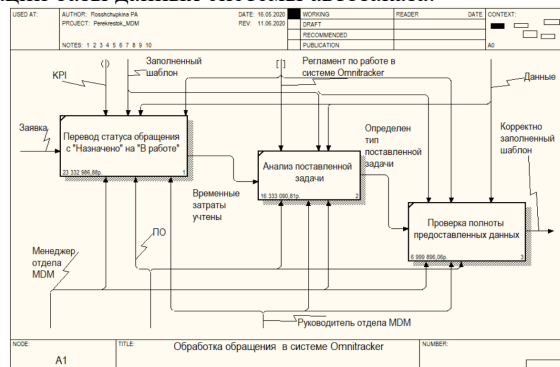 USED AT:
AUTHOR: Rosshchupkina PA
DATE: 16.05.2020
WORKING
READER
DATE
CONTEXT:
PROJECT: Perekrestok_MDM
REV: 11.06.2020
DRAFT
RECOMMENDED
NOTES: 1 2 3 4 5 6 7 8 9 10
PUBLICATION
A0
KPI
Заполненный
шаблон
Регламент по работе в
системе Omnitracker
Данные
Заявка
Перевод статуса обращения
с "Назначено" на "В работе"
23 332 986,88р.
1
Временные
затраты
учтены
Анализ поставленной
задачи
16 333 090,81р.
2
Определен
тип
поставленной
задачи
Корректно
заполненный
шаблон
Проверка полноты
предоставленных данных
6 999 896,06р.
3
Менеджер
отдела
MDM
ПО
Руководитель отдела MDM
NODE:
TITLE:
Обработка обращения в системе Omnitracker
NUMBER:
A1